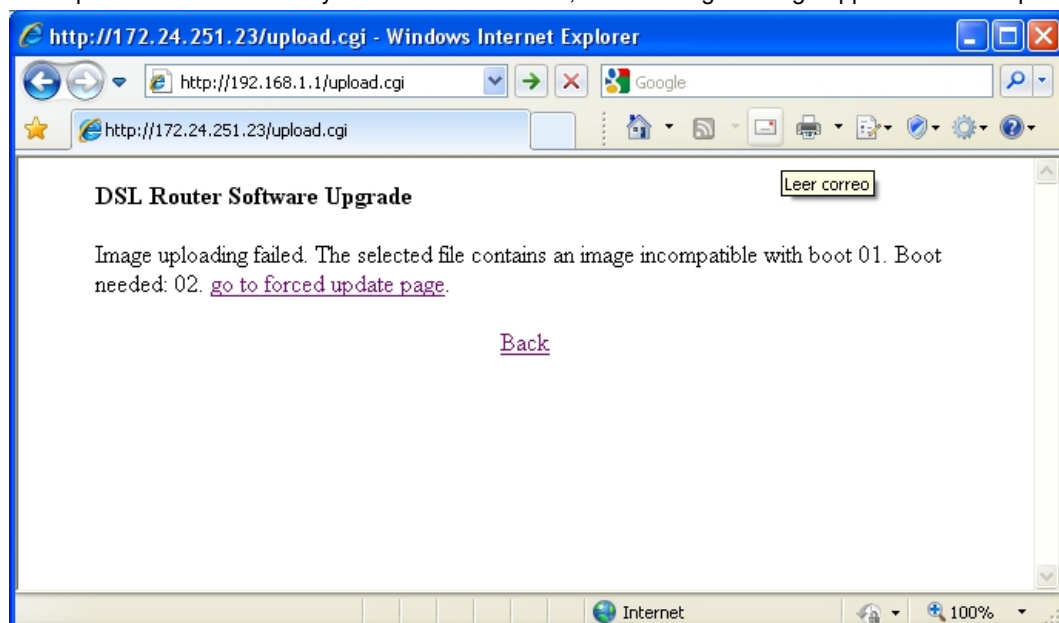 http://172.24.251.23/upload.cgi - Windows Internet Explorer
http://192.168.1.1/upload.cgi
Google
http://172.24.251.23/upload.cgi
Leer correo
DSL Router Software Upgrade
Image uploading failed. The selected file contains an image incompatible with boot 01. Boot
needed: 02. go to forced update page.
Back
Internet
100%